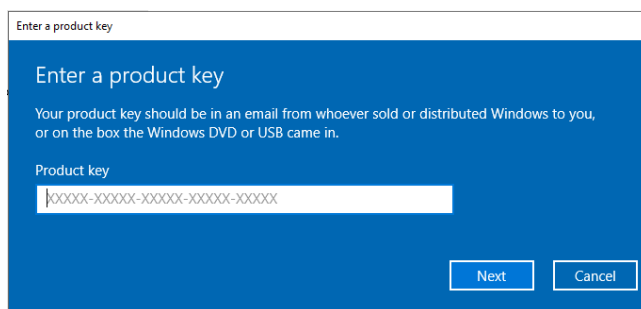 Enter a product key
Enter a product key
Your product key should be in an email from whoever sold or distributed Windows to you,
or on the box the Windows DVD or USB came in.
Product key
XXXXX-XXXXX-XXXXX-XXXXX-XXXXX
Next
Cancel